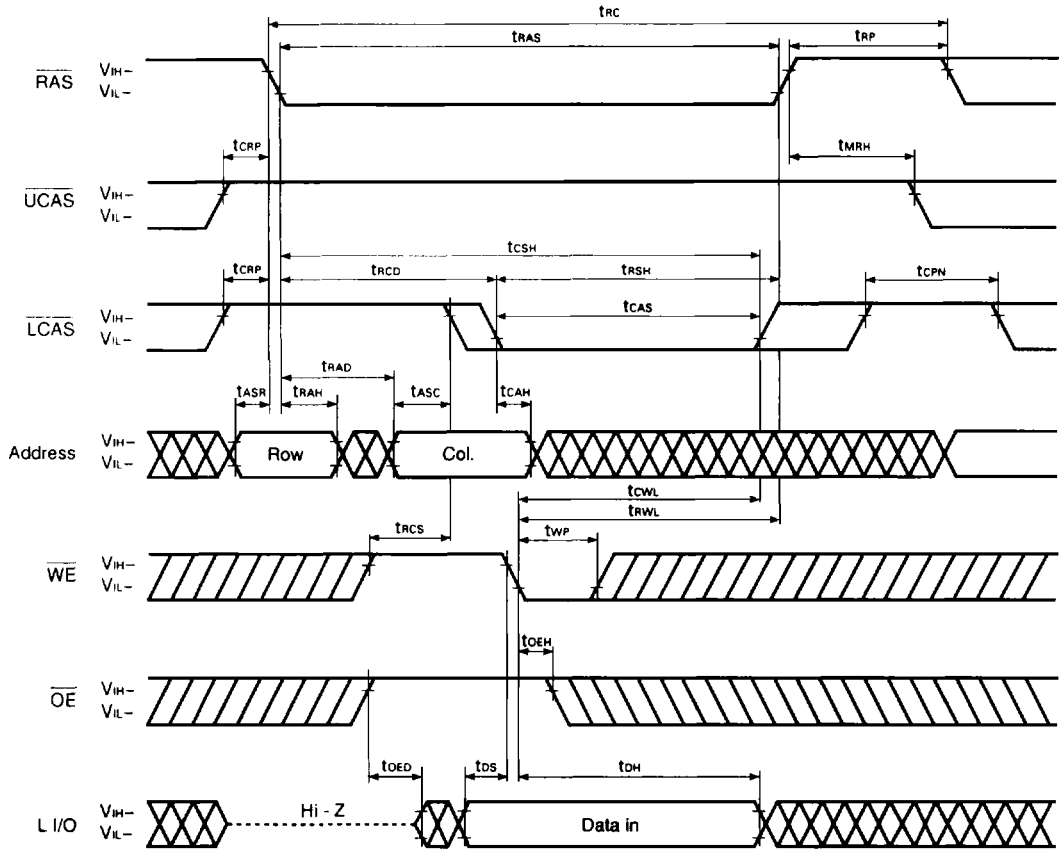 tRC
tRAS tRP
RAS VIH– VIL–
tCRP tMRH
UCAS VIH– VIL–
tCSH
tCRP tRCD tRSH tCPN
tCAS
LCAS VIH– VIL–
tRAD
tASR tRAH tASC tCAH
Address VIH– VIL– Row Col.
tCWL
tRWL
tRCS tWP
WE VIH– VIL–
tOEH
OE VIH– VIL–
tOED tDS tDH
L I/O VIH– VIL– Hi - Z Data in